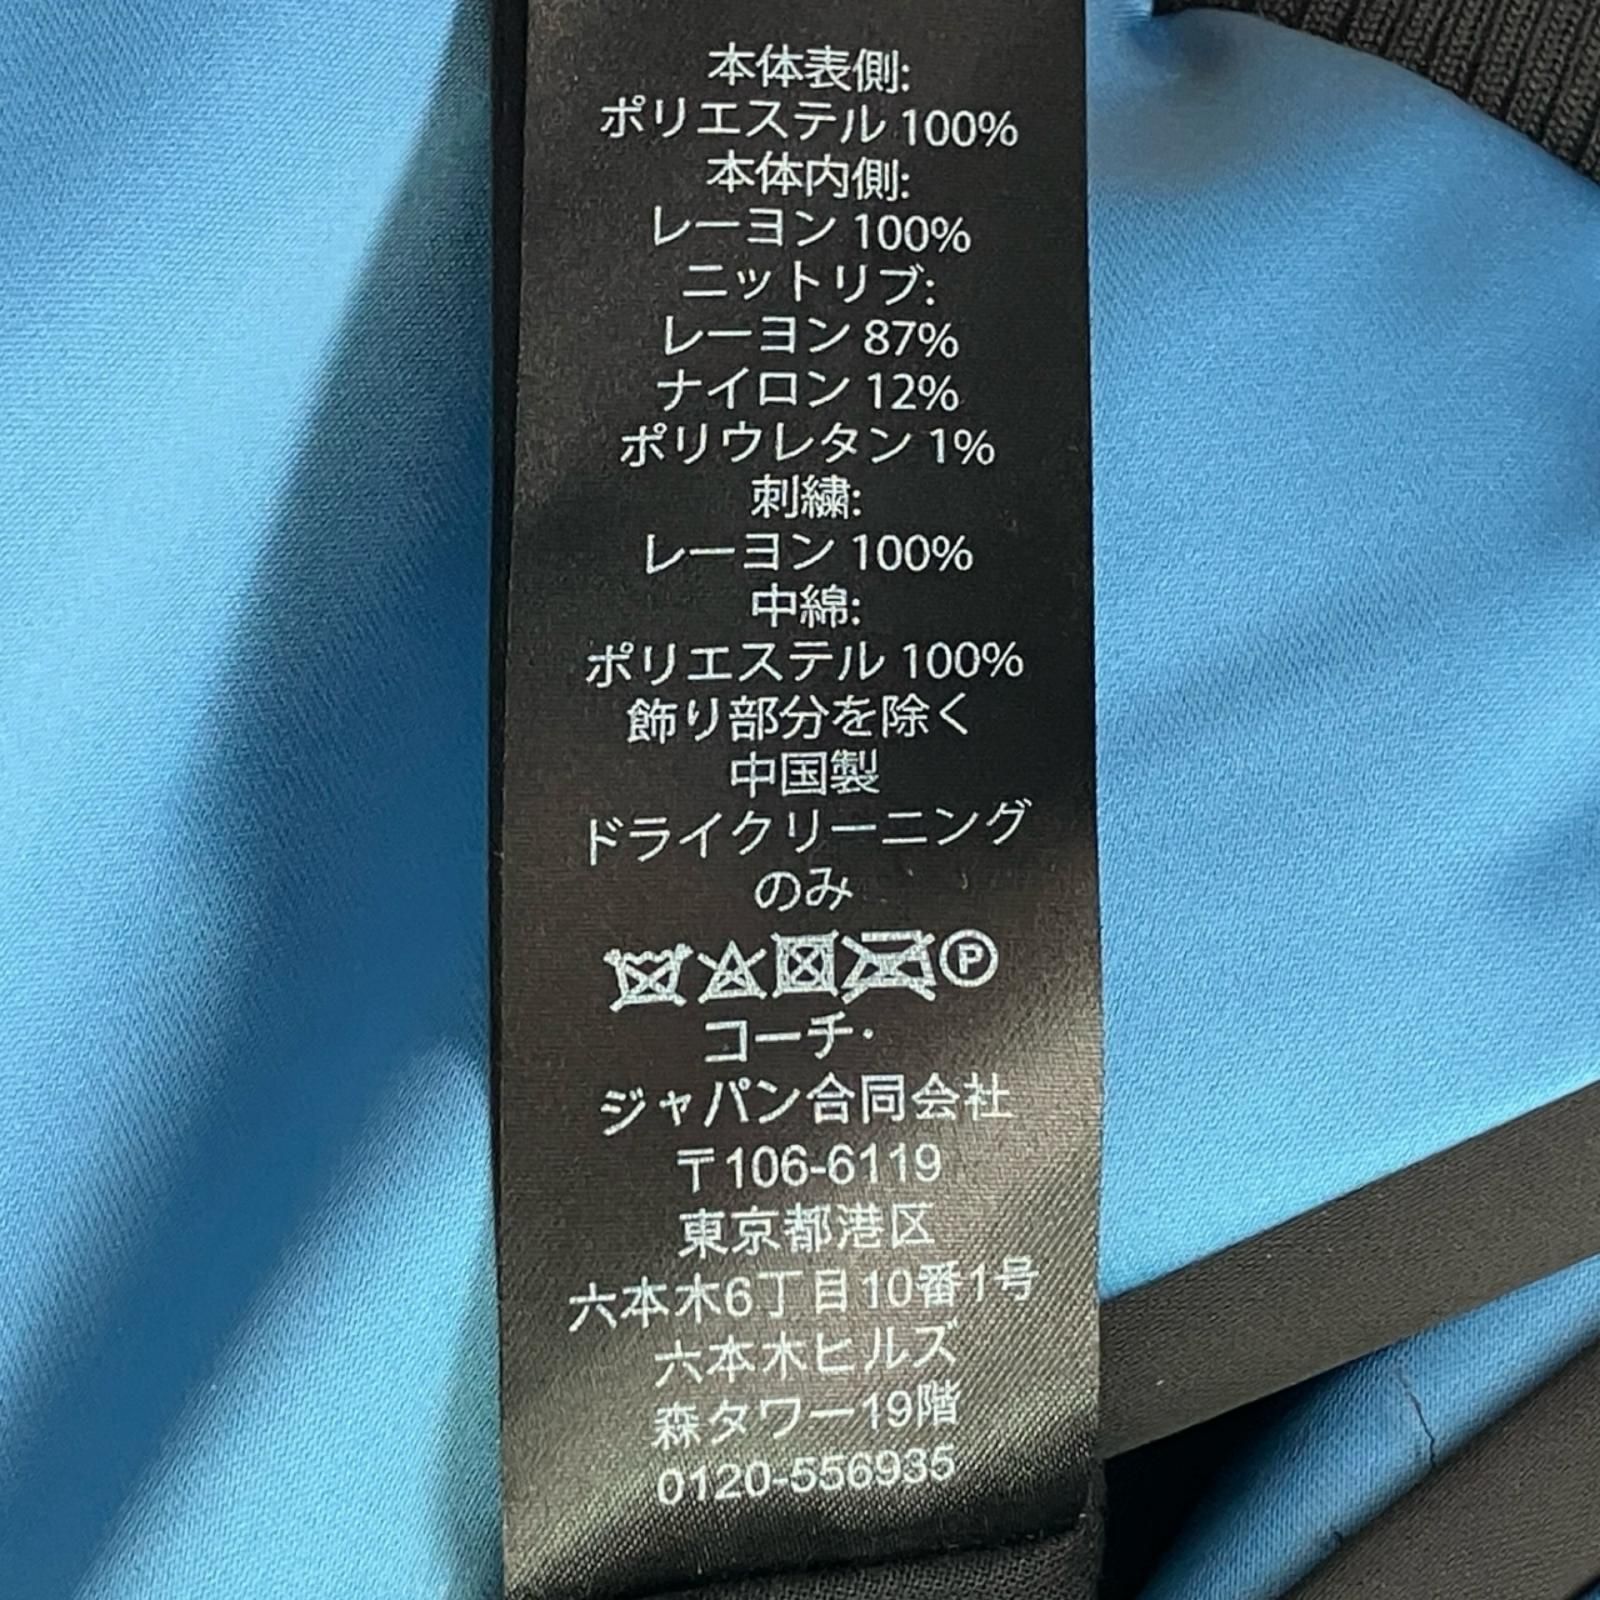 本体表側:
ポリエステル 100%
本体内側:
レーヨン 100%
ニットリブ:
レーヨン 87%
ナイロン 12%
ポリウレタン 1%
刺繍:
レーヨン 100%
中綿:
ポリエステル 100%
飾り部分を除く
中国製
ドライクリーニング
のみ
P
コーチ・
ジャパン合同会社
〒106-6119
東京都港区
六本木6丁目10番1号
六本木ヒルズ
森タワー19階
0120-556935